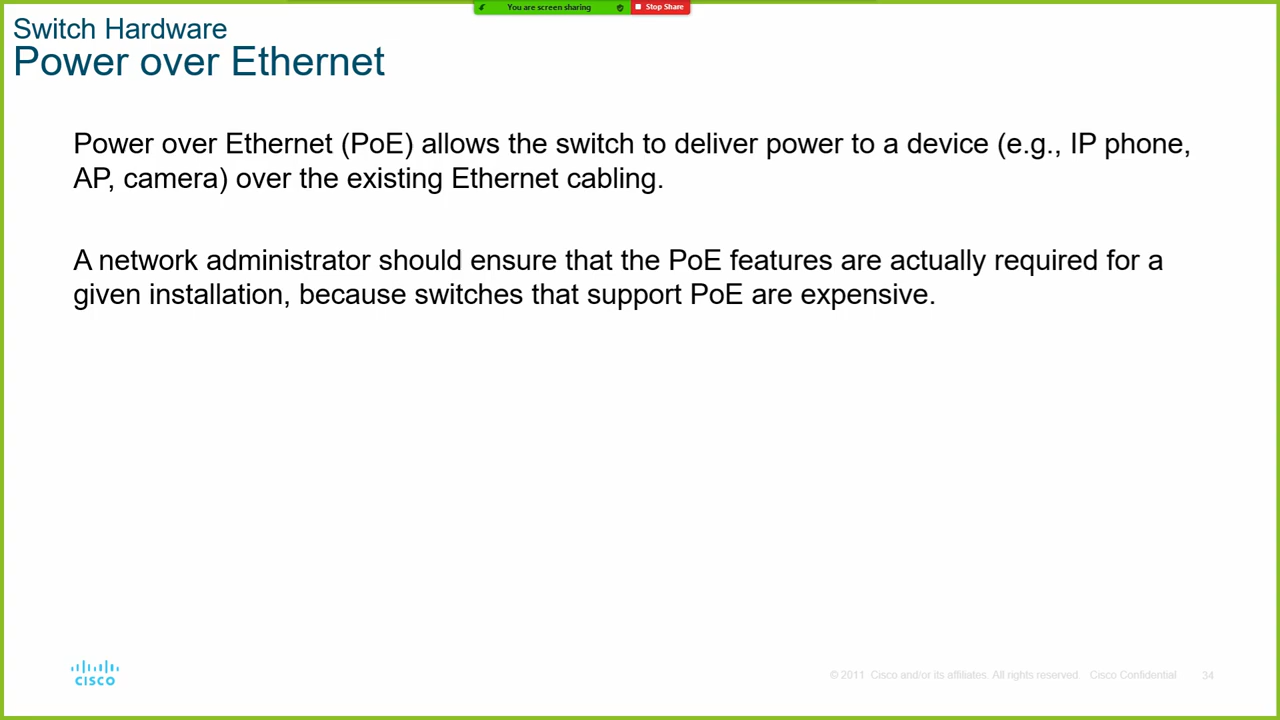 You are screen sharing
Stop Share
Switch Hardware
Power over Ethernet
Power over Ethernet (PoE) allows the switch to deliver power to a device (e.g., IP phone,
AP, camera) over the existing Ethernet cabling.
A network administrator should ensure that the PoE features are actually required for a
given installation, because switches that support PoE are expensive.
CISCO
© 2011 Cisco and/or its affiliates. All rights reserved Cisco Confidential 34